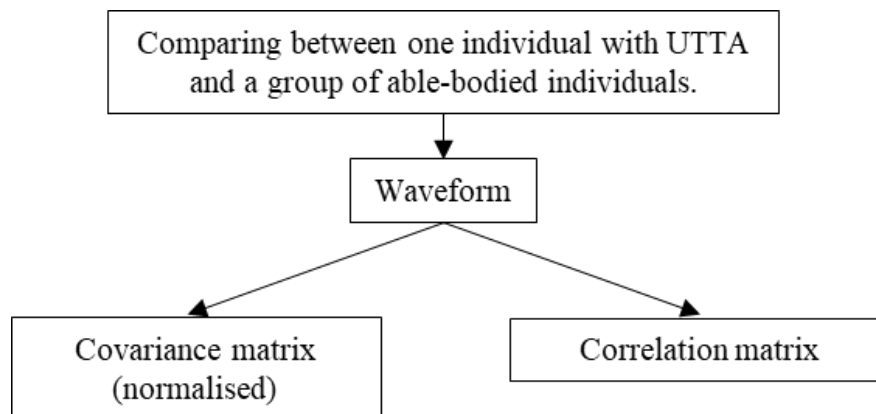 Comparing between one individual with UTTA
and a group of able-bodied individuals.
Waveform
Covariance matrix
(normalised)
Correlation matrix